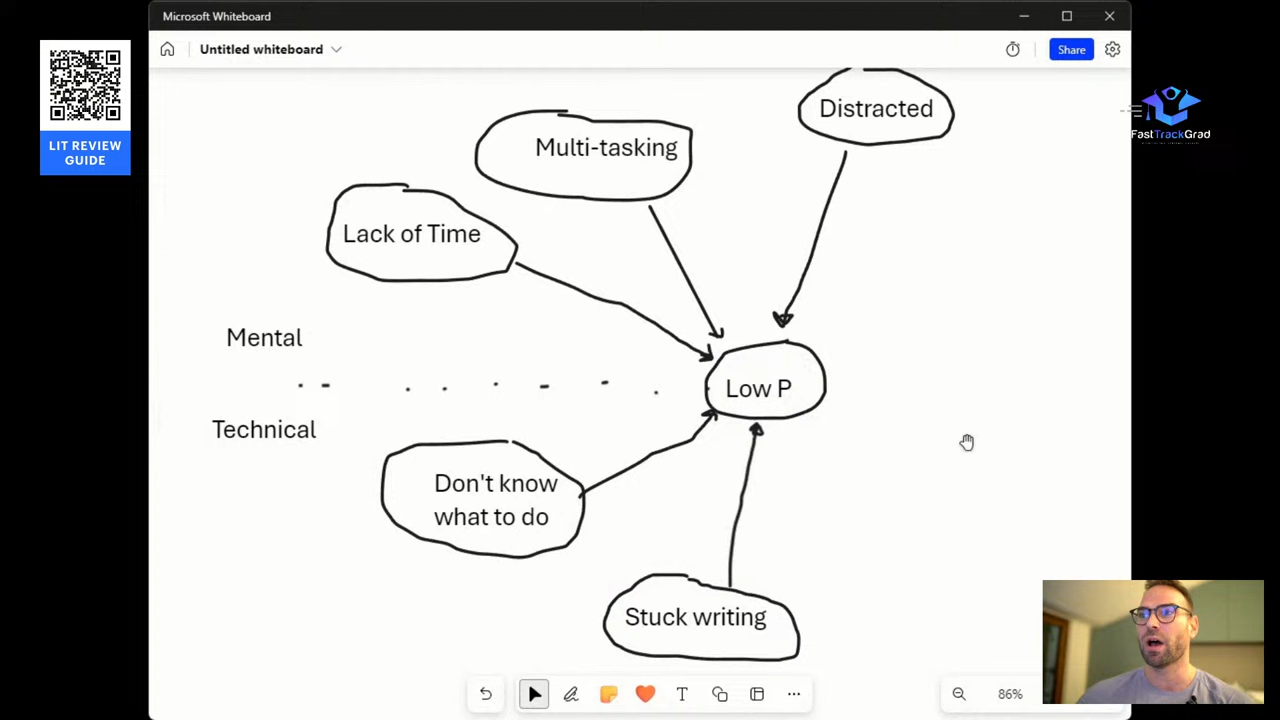 Microsoft Whiteboard
Untitled whiteboard
Share
LIT REVIEW
GUIDE
FastTrackGrad
Distracted
Multi-tasking
Lack of Time
Mental
Low P
Technical
Don't know
what to do
Stuck writing
86%